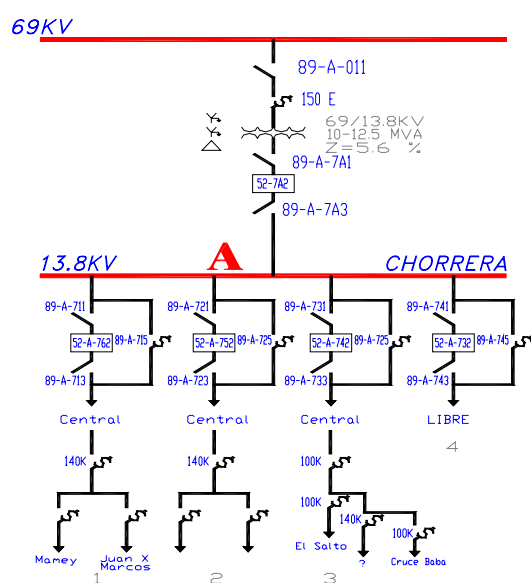 69KV
89-A-011
150 E
69/13.8KV
10-12.5 MVA
Z=5.6 %
89-A-7A1
52-7A2
89-A-7A3
13.8KV
A
CHORRERA
89-A-711
89-A-721
89-A-731
89-A-741
52-A-762
89-A-715
52-A-752
89-A-725
52-A-742
89-A-725
52-A-732
89-A-745
89-A-713
89-A-723
89-A-733
89-A-743
Central
Central
Central
LIBRE
4
140K
140K
100K
100K
140K
100K
El Salto
Mamey
Juan X
Marcos
?
Cruce Baba
1
2
3